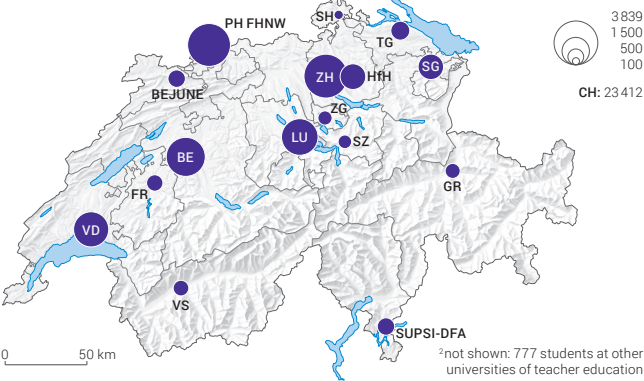 PH FHNW
SH
TG
3 839
1 500
500
100
SG
ZH
HfH
BEJUNE
CH: 23 412
ZG
LU
SZ
BE
FR
GR
VD
VS
SUPSI-DFA
0 50 km
²not shown: 777 students at other
universities of teacher education